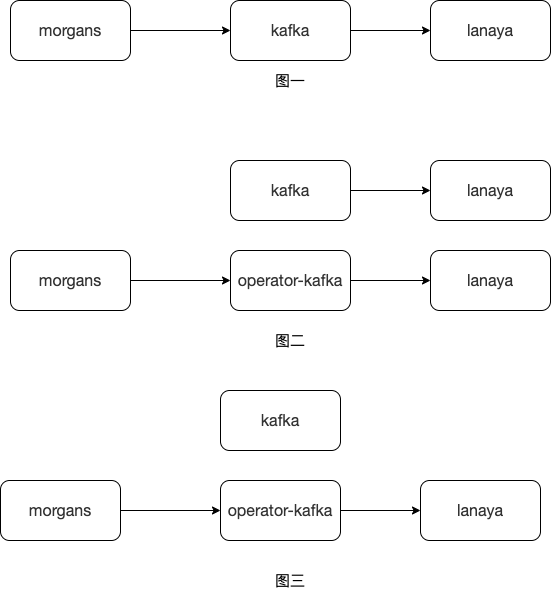 morgans kafka lanaya
图一
kafka lanaya
morgans operator-kafka lanaya
图二
kafka
morgans operator-kafka lanaya
图三